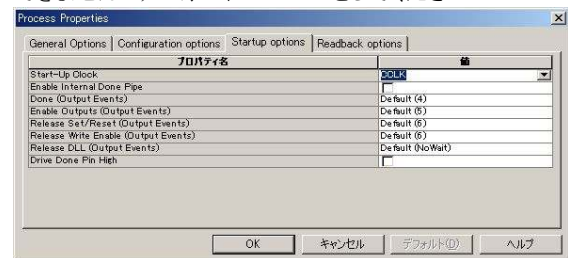 Process Properties
General Options Configuration options Startup options Readback options
プロパティ名 値
Start-Up Clock CCLK
Enable Internal Done Pipe
Done (Output Events) Default (4)
Enable Outputs (Output Events) Default (5)
Release Set/Reset (Output Events) Default (6)
Release Write Enable (Output Events) Default (6)
Release DLL (Output Events) Default (NoWait)
Drive Done Pin High
OK キャンセル デフォルト(D) ヘルプ